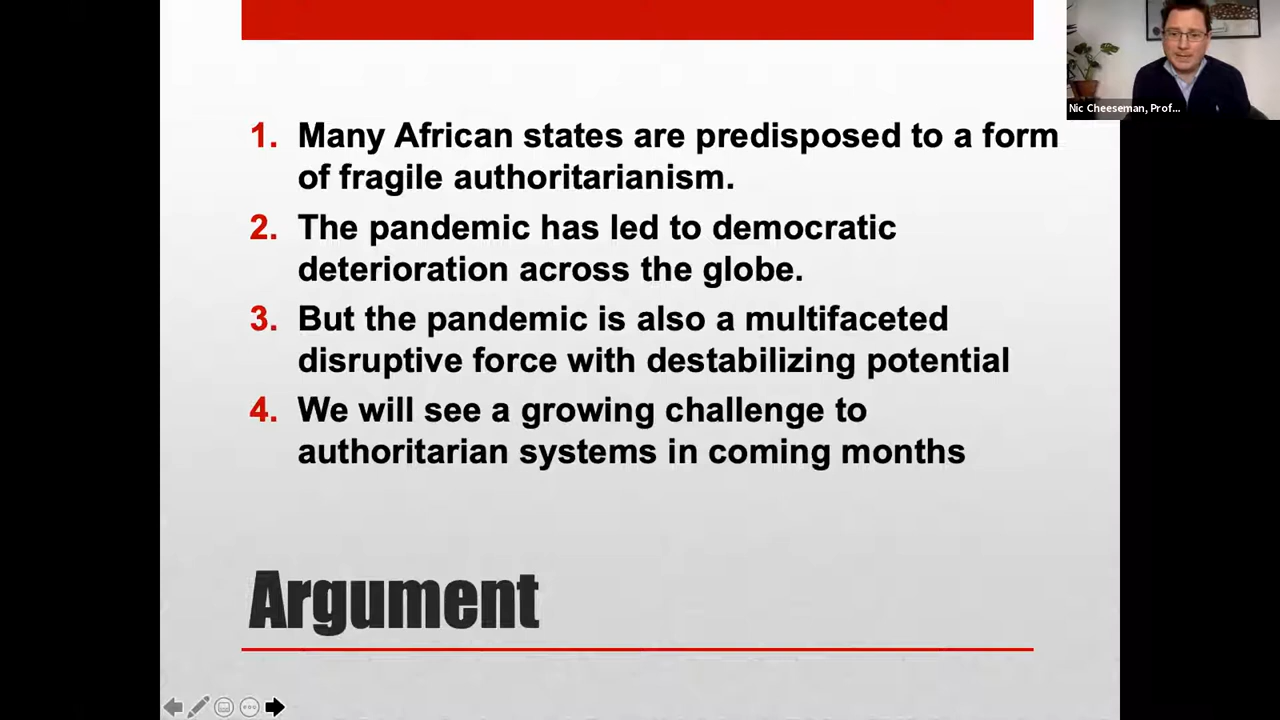 Nic Cheeseman, Prof...
1. Many African states are predisposed to a form
of fragile authoritarianism.
2. The pandemic has led to democratic
deterioration across the globe.
3. But the pandemic is also a multifaceted
disruptive force with destabilizing potential
4. We will see a growing challenge to
authoritarian systems in coming months
Argument